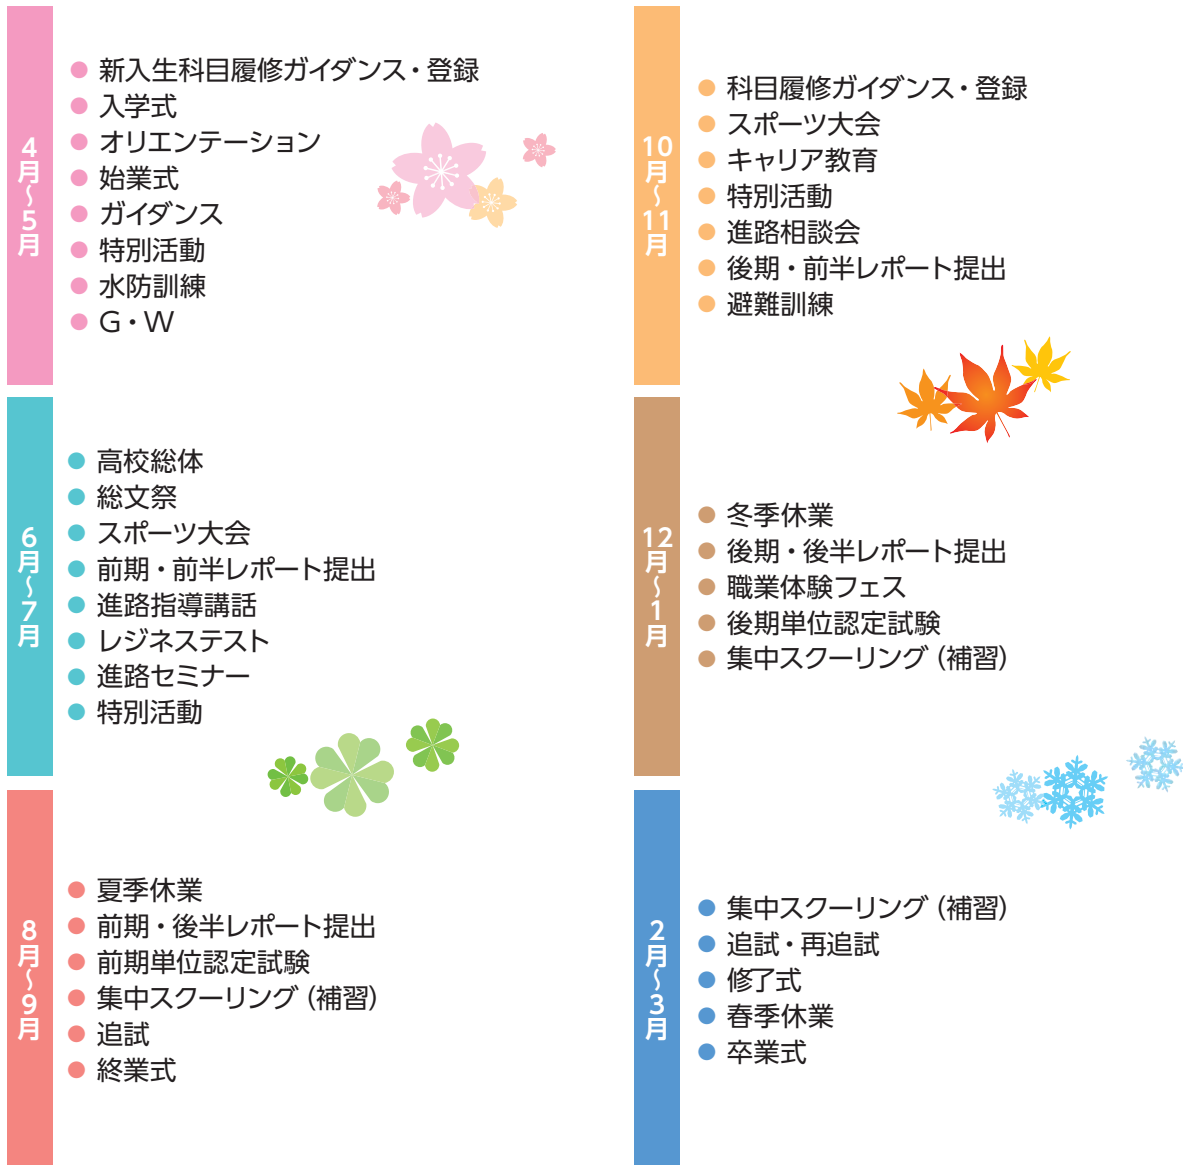 4月～5月
新入生科目履修ガイダンス・登録
入学式
オリエンテーション
始業式
ガイダンス
特別活動
水防訓練
G・W
6月～7月
高校総体
総文祭
スポーツ大会
前期・前半レポート提出
進路指導講話
レジネステスト
進路セミナー
特別活動
8月～9月
夏季休業
前期・後半レポート提出
前期単位認定試験
集中スクーリング（補習）
追試
終業式
10月～11月
科目履修ガイダンス・登録
スポーツ大会
キャリア教育
特別活動
進路相談会
後期・前半レポート提出
避難訓練
12月～1月
冬季休業
後期・後半レポート提出
職業体験フェス
後期単位認定試験
集中スクーリング（補習）
2月～3月
集中スクーリング（補習）
追試・再追試
修了式
春季休業
卒業式